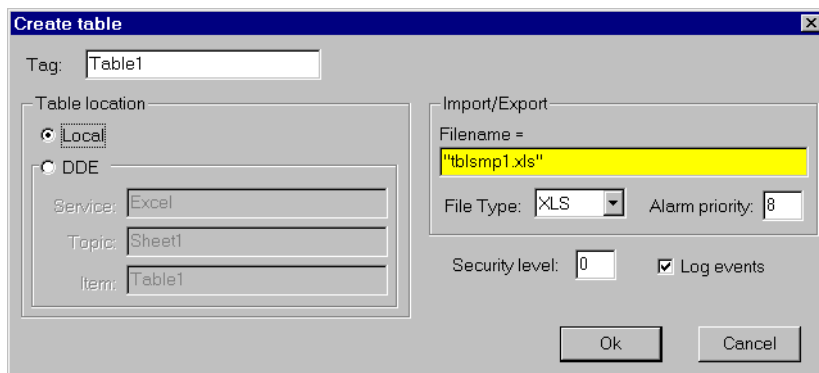 Create table
Tag: Table1
Table location
Local
DDE
Service: Excel
Topic: Sheet1
Item: Table1
Import/Export
Filename =
"tblsmp1.xls"
File Type: XLS Alarm priority: 8
Security level: 0 Log events
Ok Cancel